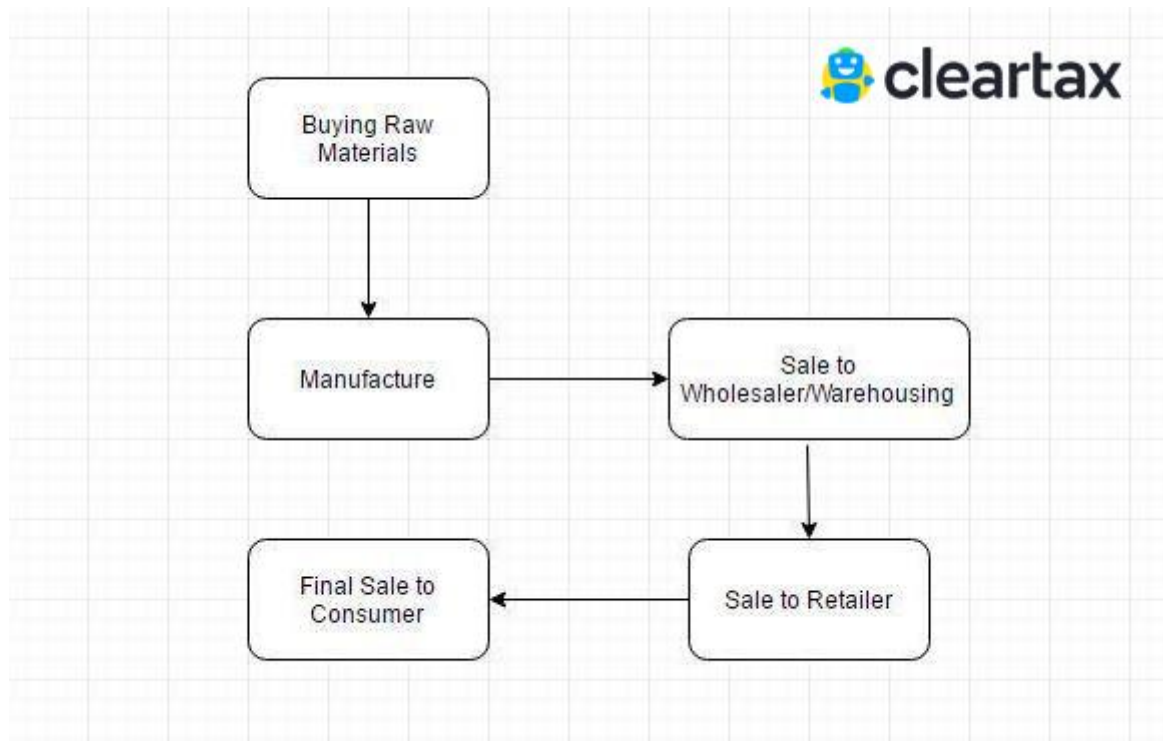 cleartax
Buying Raw
Materials
Manufacture
Sale to
Wholesaler/Warehousing
Sale to Retailer
Final Sale to
Consumer